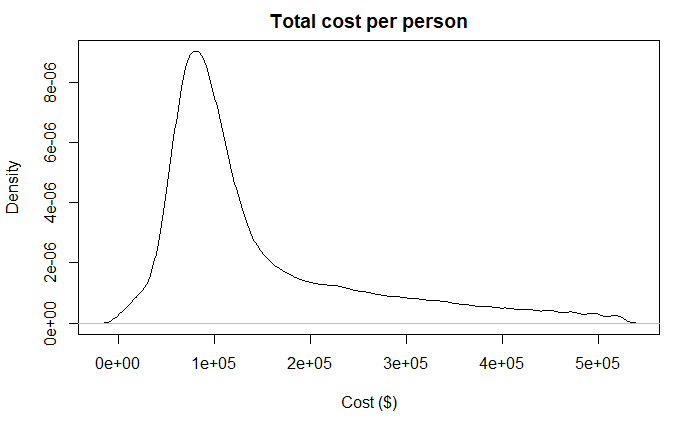 Total cost per person
Density
8e-06
6e-06
4e-06
2e-06
0e+00
0e+00 1e+05 2e+05 3e+05 4e+05 5e+05
Cost ($)